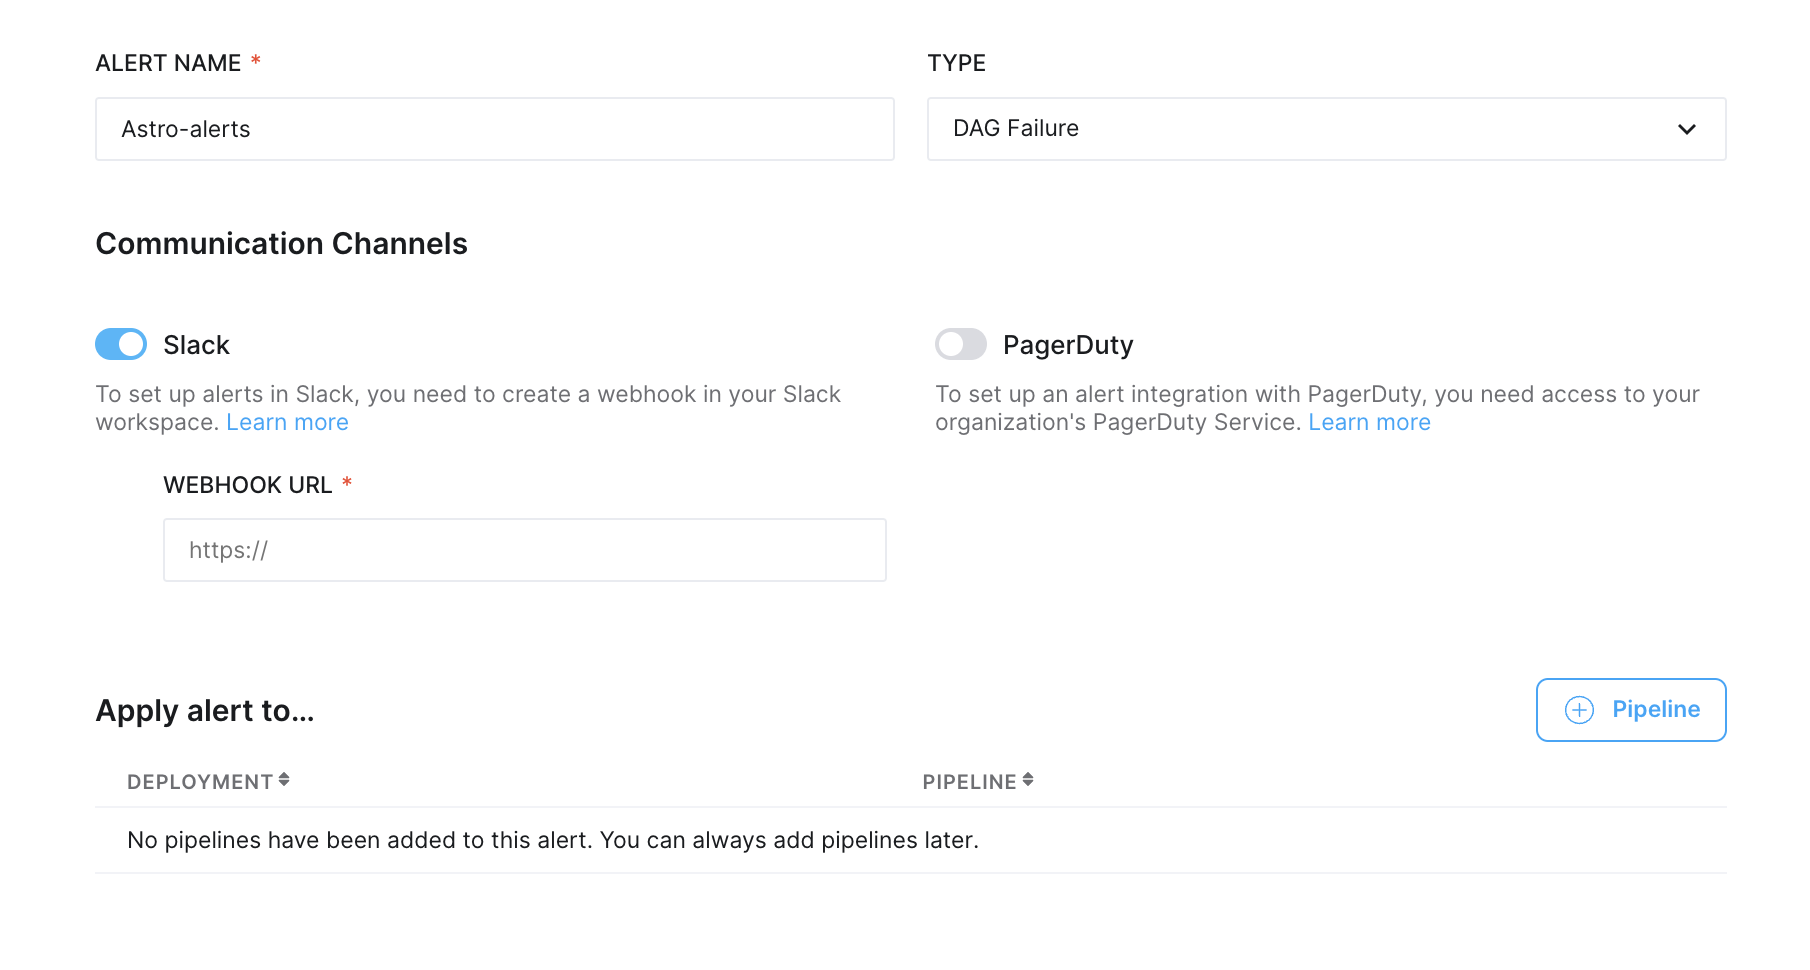 ALERT NAME *
TYPE
Astro-alerts
DAG Failure
Communication Channels
Slack
To set up alerts in Slack, you need to create a webhook in your Slack
workspace. Learn more
WEBHOOK URL *
https://
PagerDuty
To set up an alert integration with PagerDuty, you need access to your
organization's PagerDuty Service. Learn more
Apply alert to...
Pipeline
DEPLOYMENT
PIPELINE
No pipelines have been added to this alert. You can always add pipelines later.